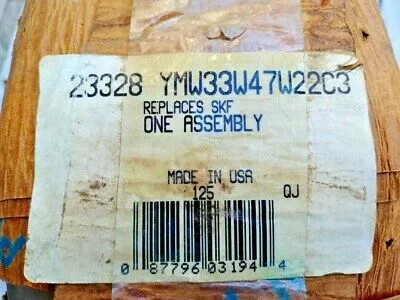 23328 YMW33W47W22C3
REPLACES SKF
ONE ASSEMBLY
MADE IN USA
125 QJ
0 87796 03194 4